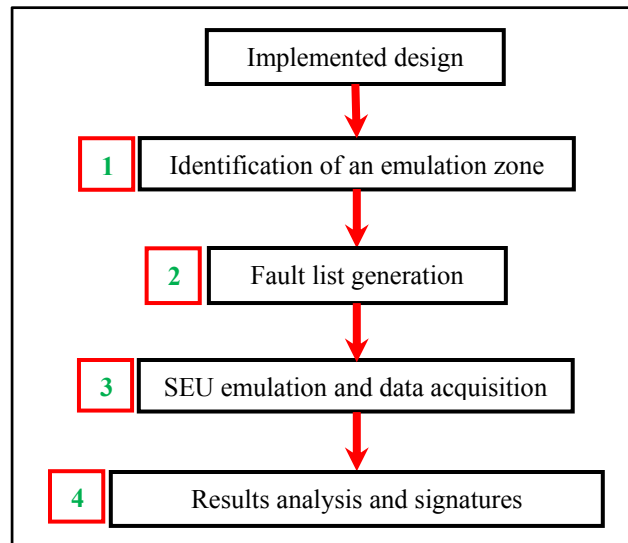 Implemented design
1 Identification of an emulation zone
2 Fault list generation
3 SEU emulation and data acquisition
4 Results analysis and signatures